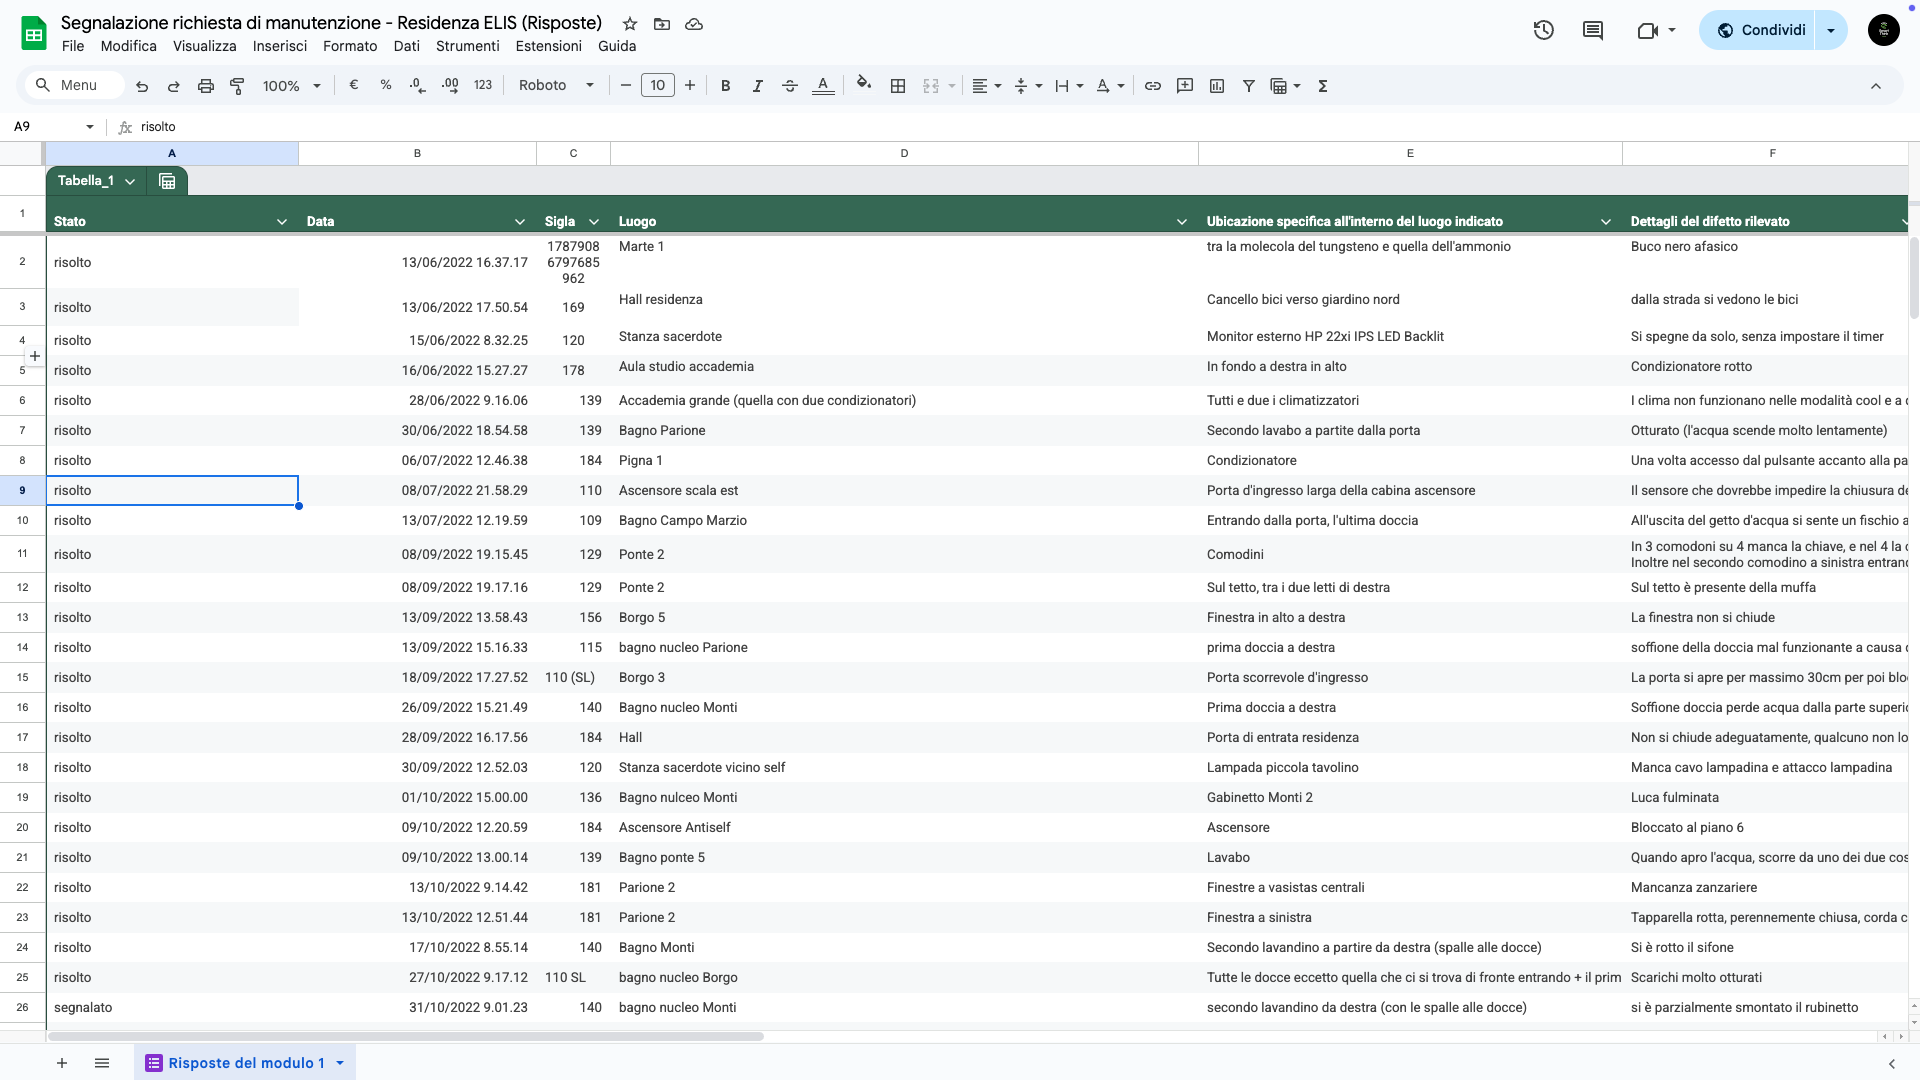 Segnalazione richiesta di manutenzione - Residenza ELIS (Risposte)
File Modifica Visualizza Inserisci Formato Dati Strumenti Estensioni Guida
Condividi
Menu 100% € % .0 .00 123 Roboto 10 B I A
A9 fx risolto
A B C D E F
Tabella_1
1 Stato Data Sigla Luogo Ubicazione specifica all'interno del luogo indicato Dettagli del difetto rilevato
2 risolto 13/06/2022 16.37.17 1787908 6797685 962 Marte 1 tra la molecola del tungsteno e quella dell'ammonio Buco nero afasico
3 risolto 13/06/2022 17.50.54 169 Hall residenza Cancello bici verso giardino nord dalla strada si vedono le bici
4 risolto 15/06/2022 8.32.25 120 Stanza sacerdote Monitor esterno HP 22xi IPS LED Backlit Si spegne da solo, senza impostare il timer
5 risolto 16/06/2022 15.27.27 178 Aula studio accademia In fondo a destra in alto Condizionatore rotto
6 risolto 28/06/2022 9.16.06 139 Accademia grande (quella con due condizionatori) Tutti e due i climatizzatori I clima non funzionano nelle modalità cool e a
7 risolto 30/06/2022 18.54.58 139 Bagno Parione Secondo lavabo a partite dalla porta Otturato (l'acqua scende molto lentamente)
8 risolto 06/07/2022 12.46.38 184 Pigna 1 Condizionatore Una volta accesso dal pulsante accanto alla pa
9 risolto 08/07/2022 21.58.29 110 Ascensore scala est Porta d'ingresso larga della cabina ascensore Il sensore che dovrebbe impedire la chiusura de
10 risolto 13/07/2022 12.19.59 109 Bagno Campo Marzio Entrando dalla porta, l'ultima doccia All'uscita del getto d'acqua si sente un fischio a
11 risolto 08/09/2022 19.15.45 129 Ponte 2 Comodini In 3 comodoni su 4 manca la chiave, e nel 4 la
Inoltre nel secondo comodino a sinistra entrand
12 risolto 08/09/2022 19.17.16 129 Ponte 2 Sul tetto, tra i due letti di destra Sul tetto è presente della muffa
13 risolto 13/09/2022 13.58.43 156 Borgo 5 Finestra in alto a destra La finestra non si chiude
14 risolto 13/09/2022 15.16.33 115 bagno nucleo Parione prima doccia a destra soffione della doccia mal funzionante a causa
15 risolto 18/09/2022 17.27.52 110 (SL) Borgo 3 Porta scorrevole d'ingresso La porta si apre per massimo 30cm per poi blo
16 risolto 26/09/2022 15.21.49 140 Bagno nucleo Monti Prima doccia a destra Soffione doccia perde acqua dalla parte superio
17 risolto 28/09/2022 16.17.56 184 Hall Porta di entrata residenza Non si chiude adeguatamente, qualcuno non lo
18 risolto 30/09/2022 12.52.03 120 Stanza sacerdote vicino self Lampada piccola tavolino Manca cavo lampadina e attacco lampadina
19 risolto 01/10/2022 15.00.00 136 Bagno nulceo Monti Gabinetto Monti 2 Luca fulminata
20 risolto 09/10/2022 12.20.59 184 Ascensore Antiself Ascensore Bloccato al piano 6
21 risolto 09/10/2022 13.00.14 139 Bagno ponte 5 Lavabo Quando apro l'acqua, scorre da uno dei due cos
22 risolto 13/10/2022 9.14.42 181 Parione 2 Finestre a vasistas centrali Mancanza zanzariere
23 risolto 13/10/2022 12.51.44 181 Parione 2 Finestra a sinistra Tapparella rotta, perennemente chiusa, corda c
24 risolto 17/10/2022 8.55.14 140 Bagno Monti Secondo lavandino a partire da destra (spalle alle docce) Si è rotto il sifone
25 risolto 27/10/2022 9.17.12 110 SL bagno nucleo Borgo Tutte le docce eccetto quella che ci si trova di fronte entrando + il prim Scarichi molto otturati
26 segnalato 31/10/2022 9.01.23 140 bagno nucleo Monti secondo lavandino da destra (con le spalle alle docce) si è parzialmente smontato il rubinetto
Risposte del modulo 1